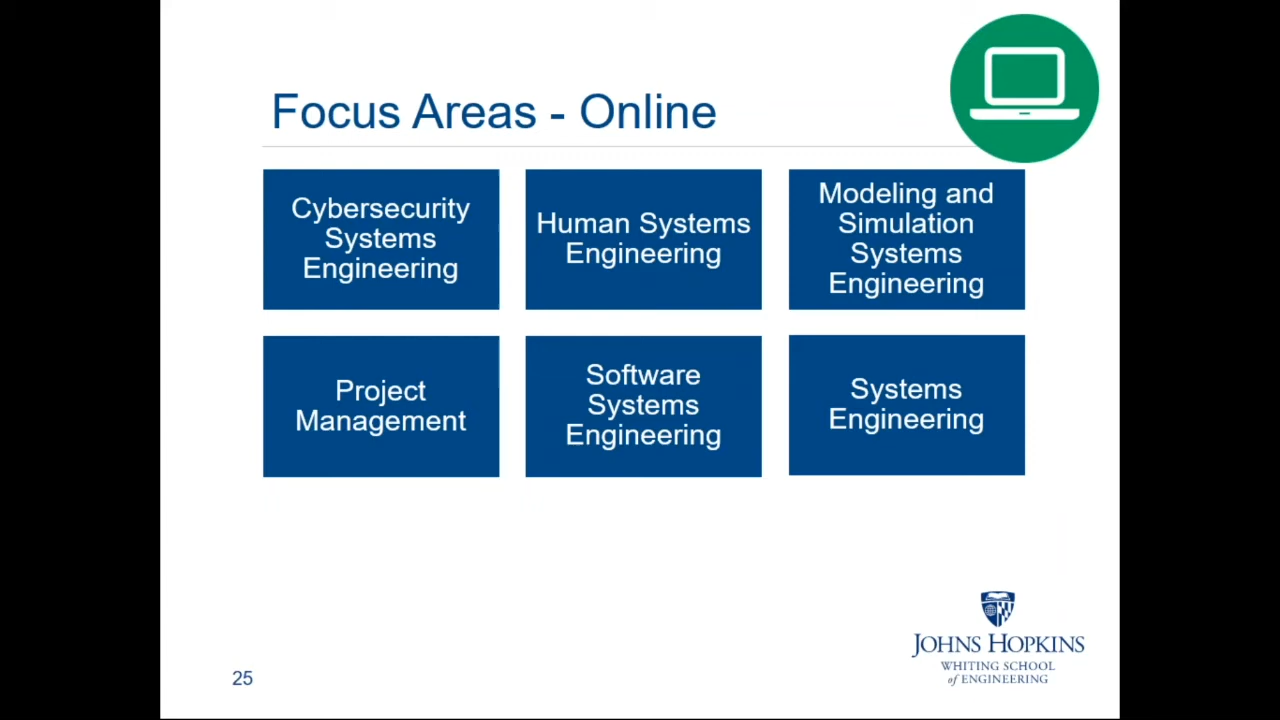 Focus Areas - Online
Cybersecurity
Systems
Engineering
Human Systems
Engineering
Modeling and
Simulation
Systems
Engineering
Project
Management
Software
Systems
Engineering
Systems
Engineering
25
JOHNS HOPKINS
WHITING SCHOOL
of ENGINEERING